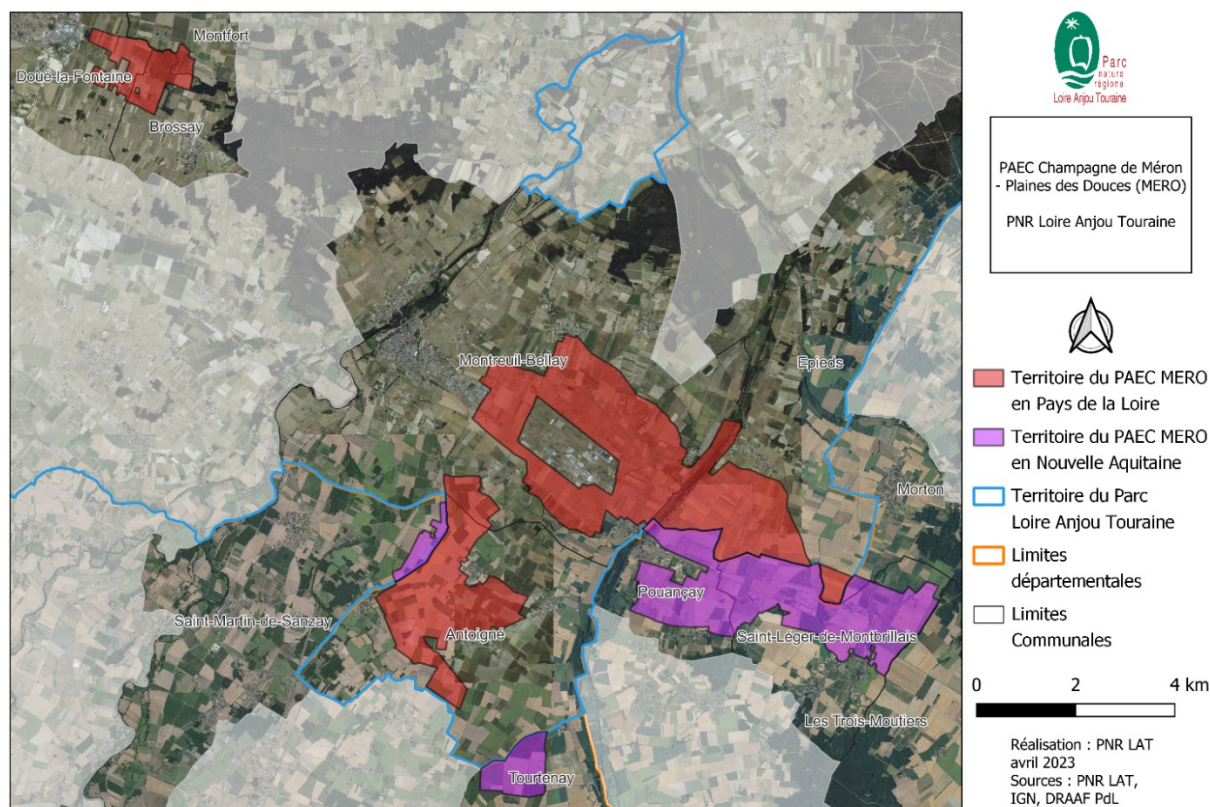 Montfort
Doué-la-Fontaine
Brossay
Montreuil-Bellay
Epieds
Morton
Pouançay
Saint-Martin-de-Sanzay
Antoigné
Saint-Léger-de-Montbrillais
Les Trois-Moutiers
Tourtenay
Parc
naturel
régional
Loire Anjou Touraine
PAEC Champagne de Méron
- Plaines des Douces (MERO)
PNR Loire Anjou Touraine
Territoire du PAEC MERO
en Pays de la Loire
Territoire du PAEC MERO
en Nouvelle Aquitaine
Territoire du Parc
Loire Anjou Touraine
Limites
départementales
Limites
Communales
0 2 4 km
Réalisation : PNR LAT
avril 2023
Sources : PNR LAT,
IGN, DRAAF PdL